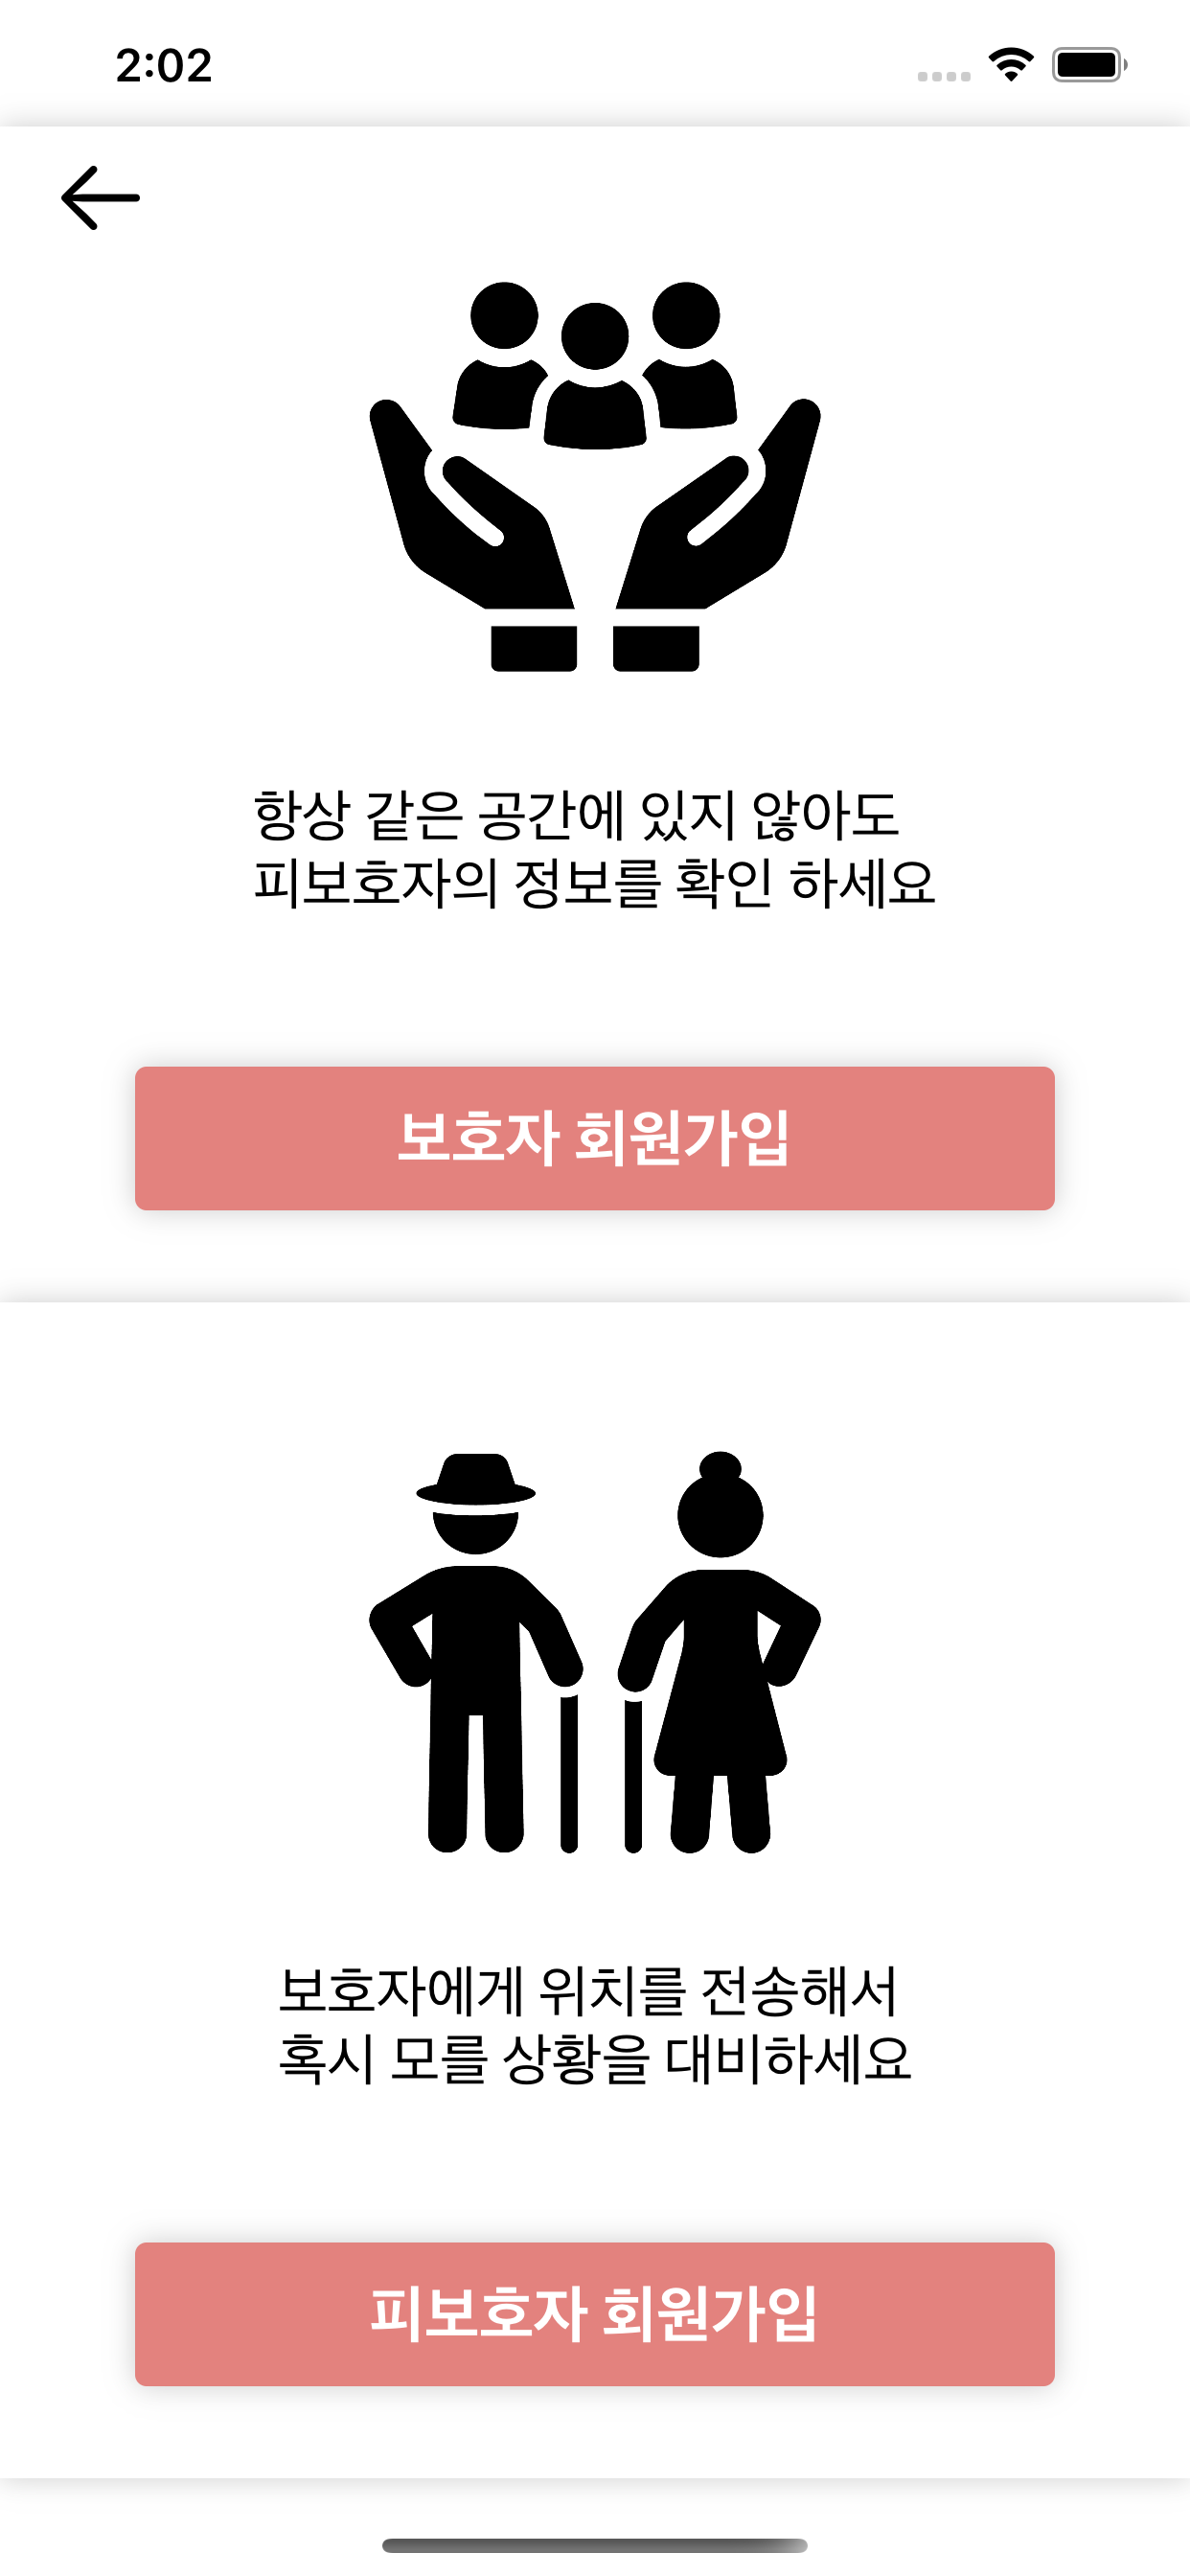 2:02
항상 같은 공간에 있지 않아도
피보호자의 정보를 확인 하세요
보호자 회원가입
보호자에게 위치를 전송해서
혹시 모를 상황을 대비하세요
피보호자 회원가입